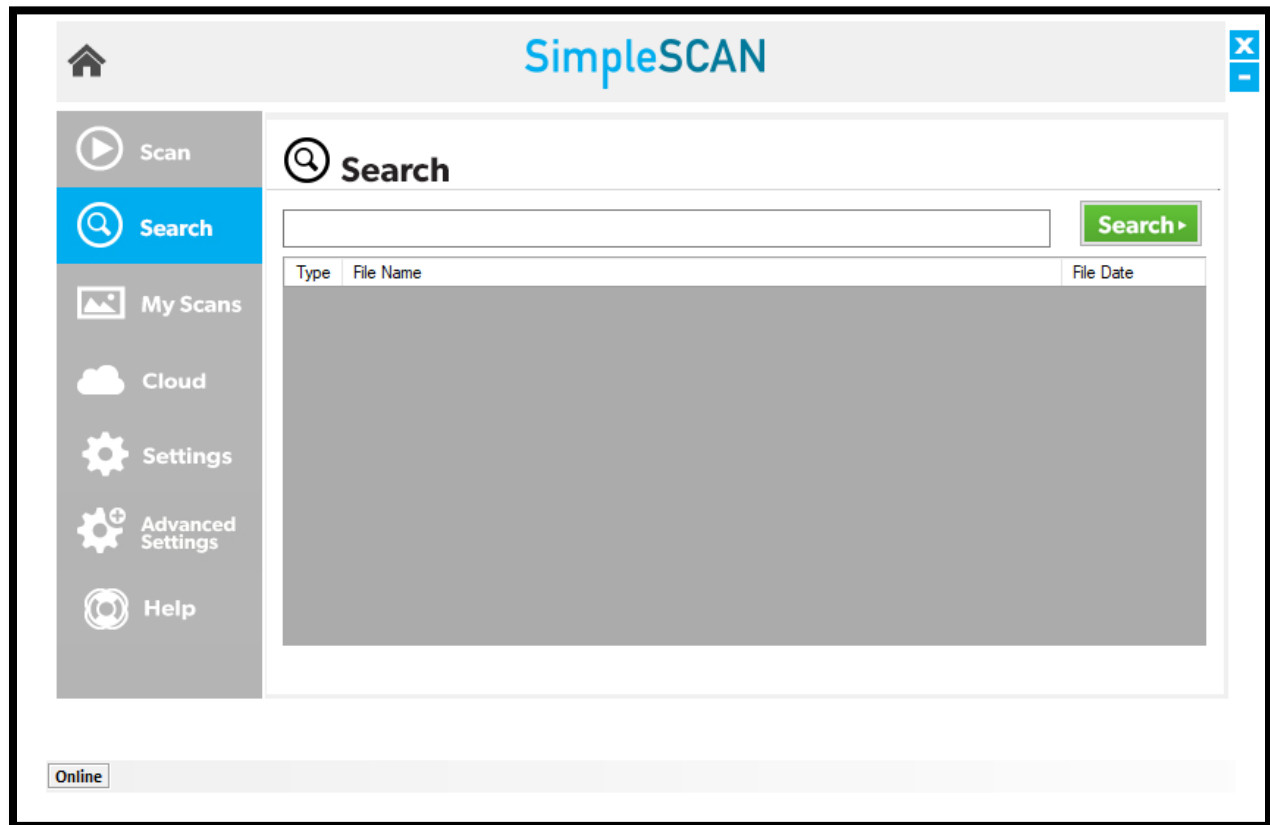 SimpleSCAN
X
-
Scan
Search
My Scans
Cloud
Settings
Advanced
Settings
Help
Search
Search
Type File Name File Date
Online